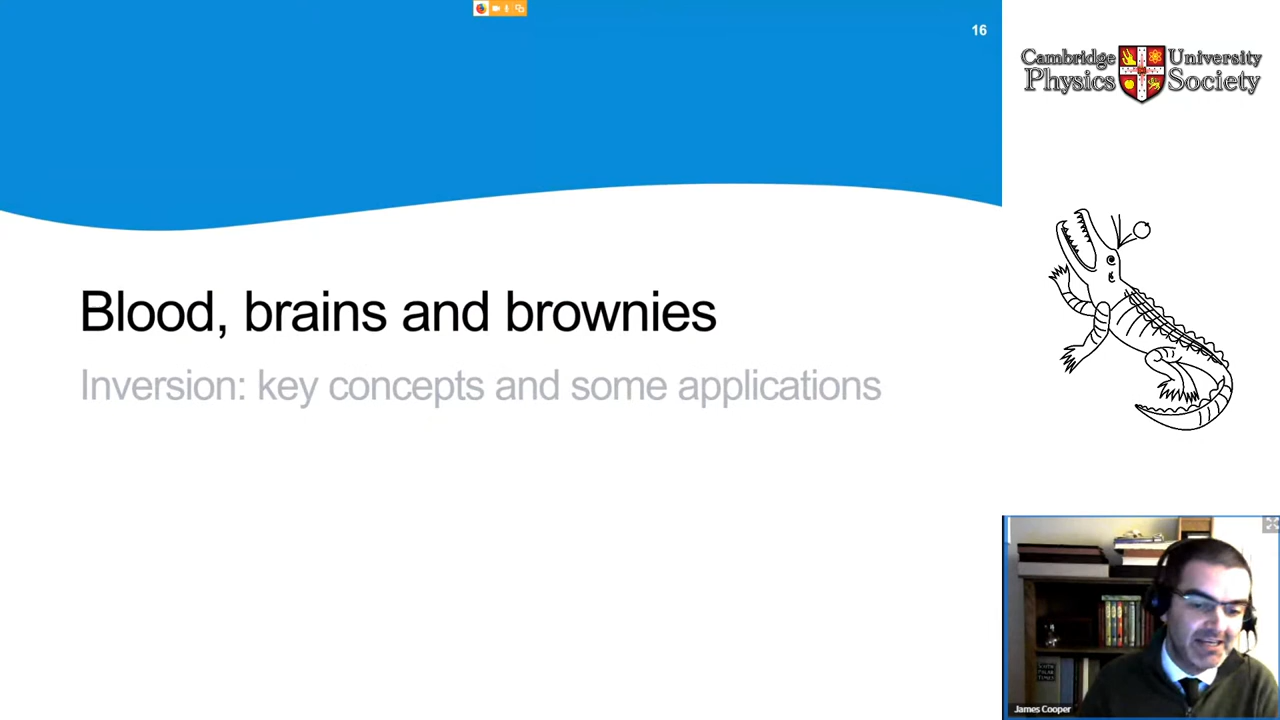 16
Cambridge University
Physics Society
Blood, brains and brownies
Inversion: key concepts and some applications
James Cooper